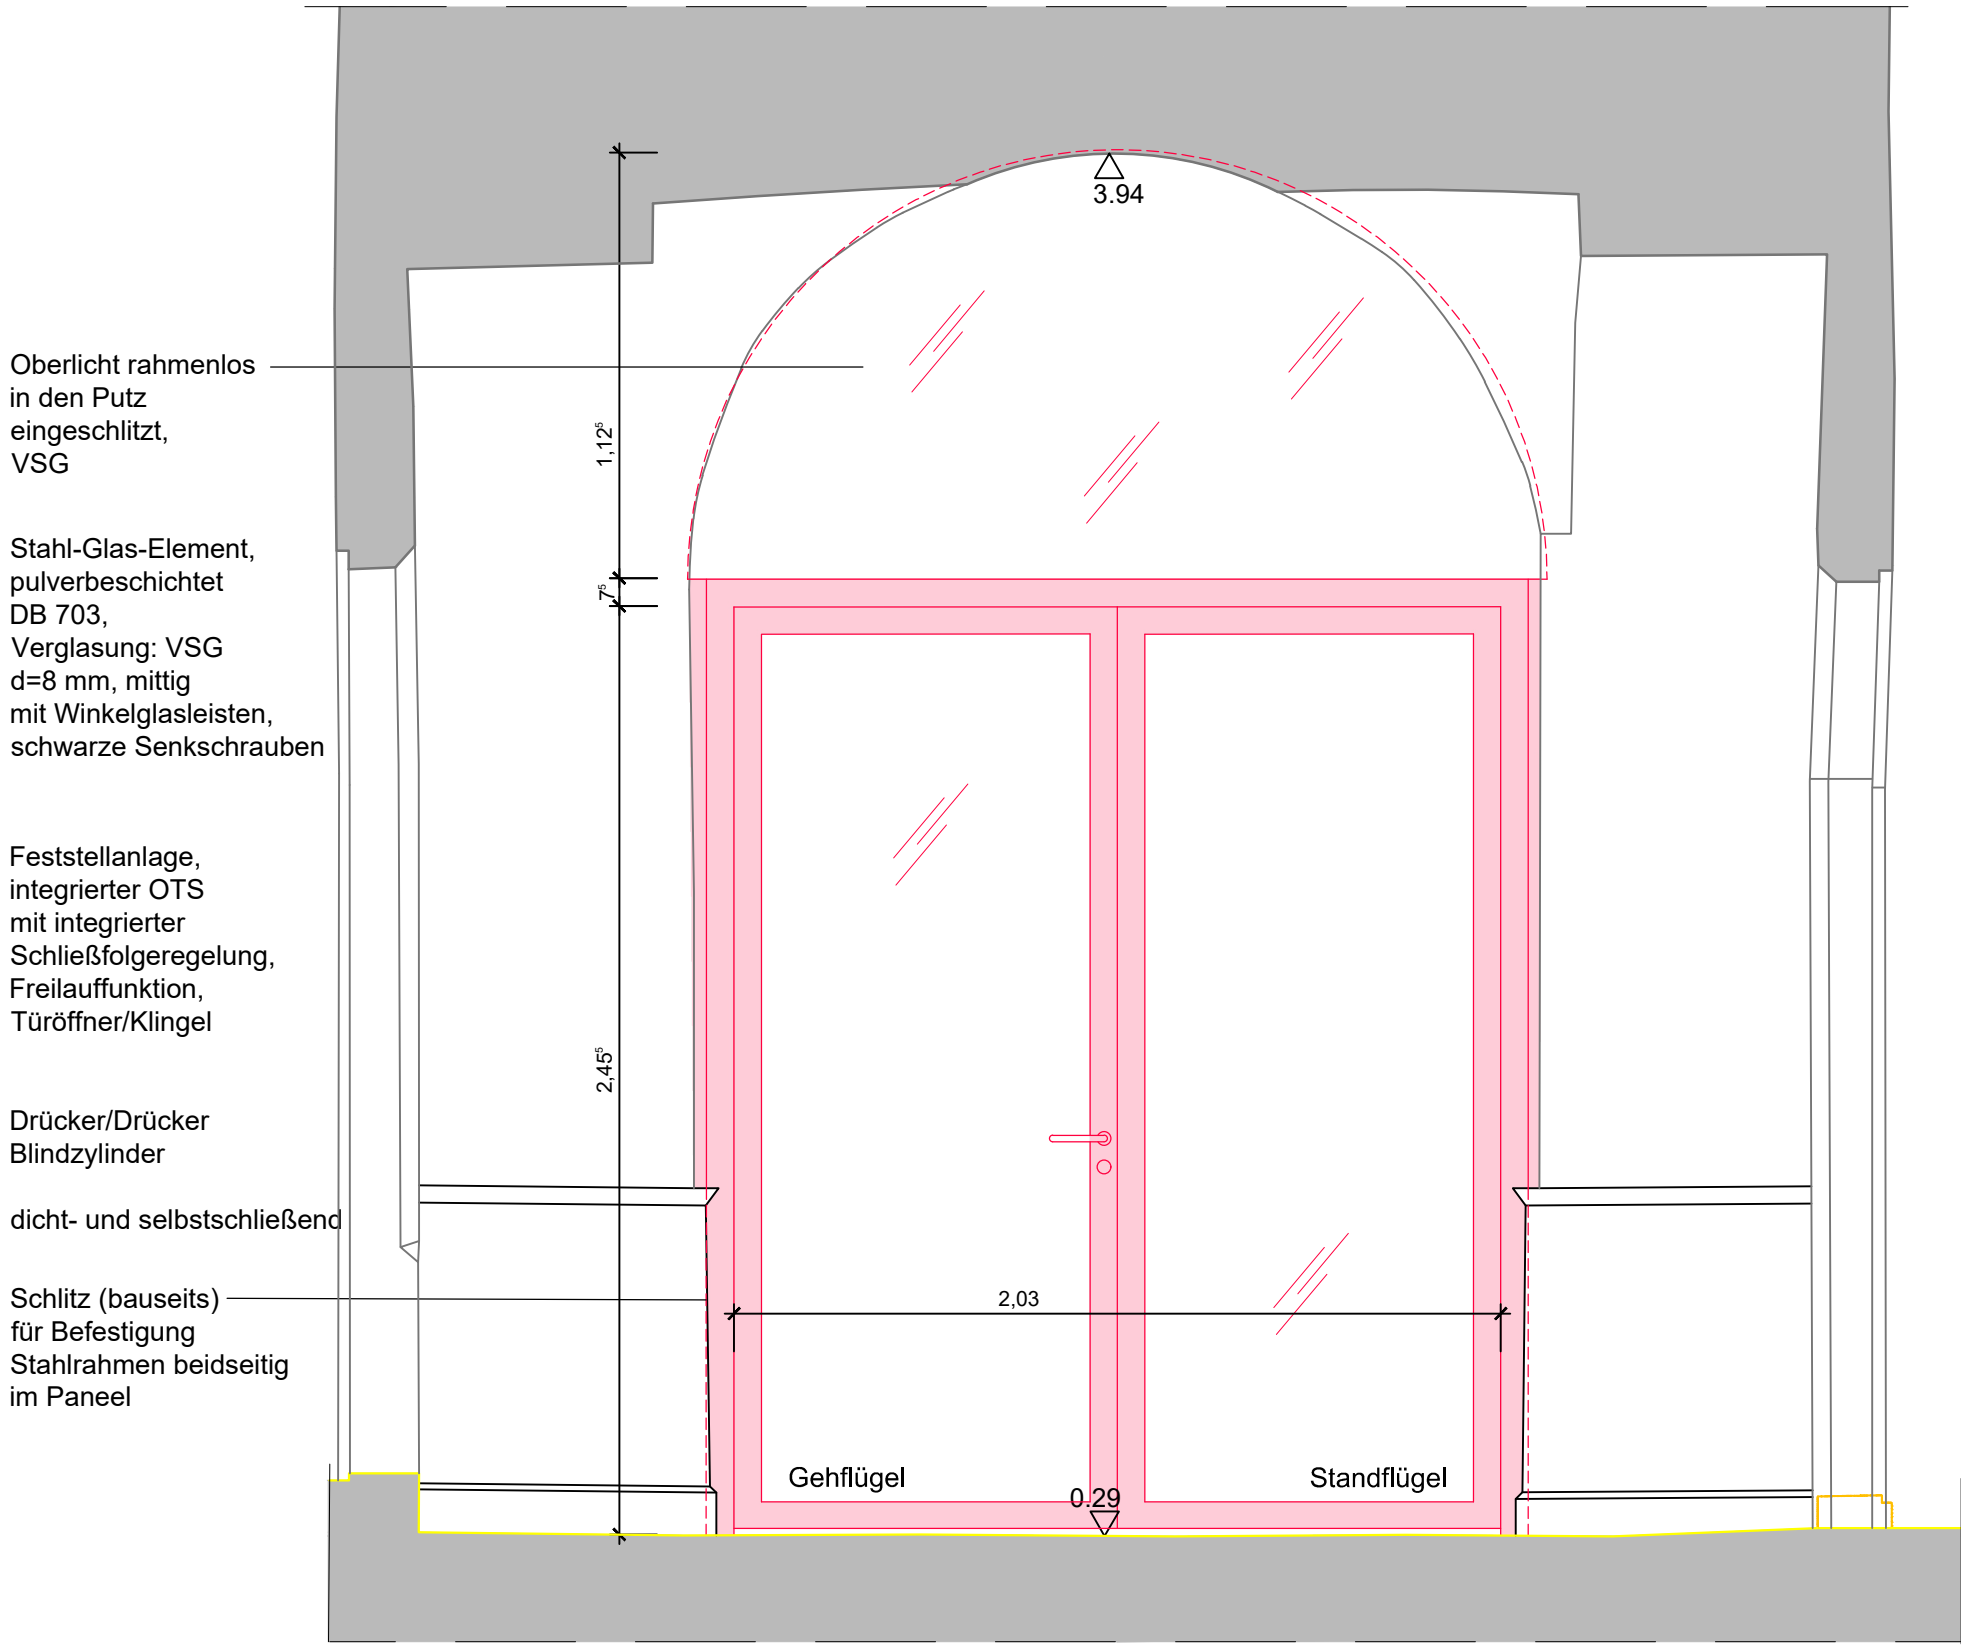 3.94
Oberlicht rahmenlos
in den Putz
eingeschlitzt,
VSG
1,12⁵
Stahl-Glas-Element,
pulverbeschichtet
DB 703,
Verglasung: VSG
d=8 mm, mittig
mit Winkelglasleisten,
schwarze Senkschrauben
7⁵
Feststellanlage,
integrierter OTS
mit integrierter
Schließfolgeregelung,
Freilauffunktion,
Türöffner/Klingel
2,45⁵
Drücker/Drücker
Blindzylinder
dicht- und selbstschließend
Schlitz (bauseits)
für Befestigung
Stahlrahmen beidseitig
im Paneel
2,03
Gehflügel
Standflügel
0.29